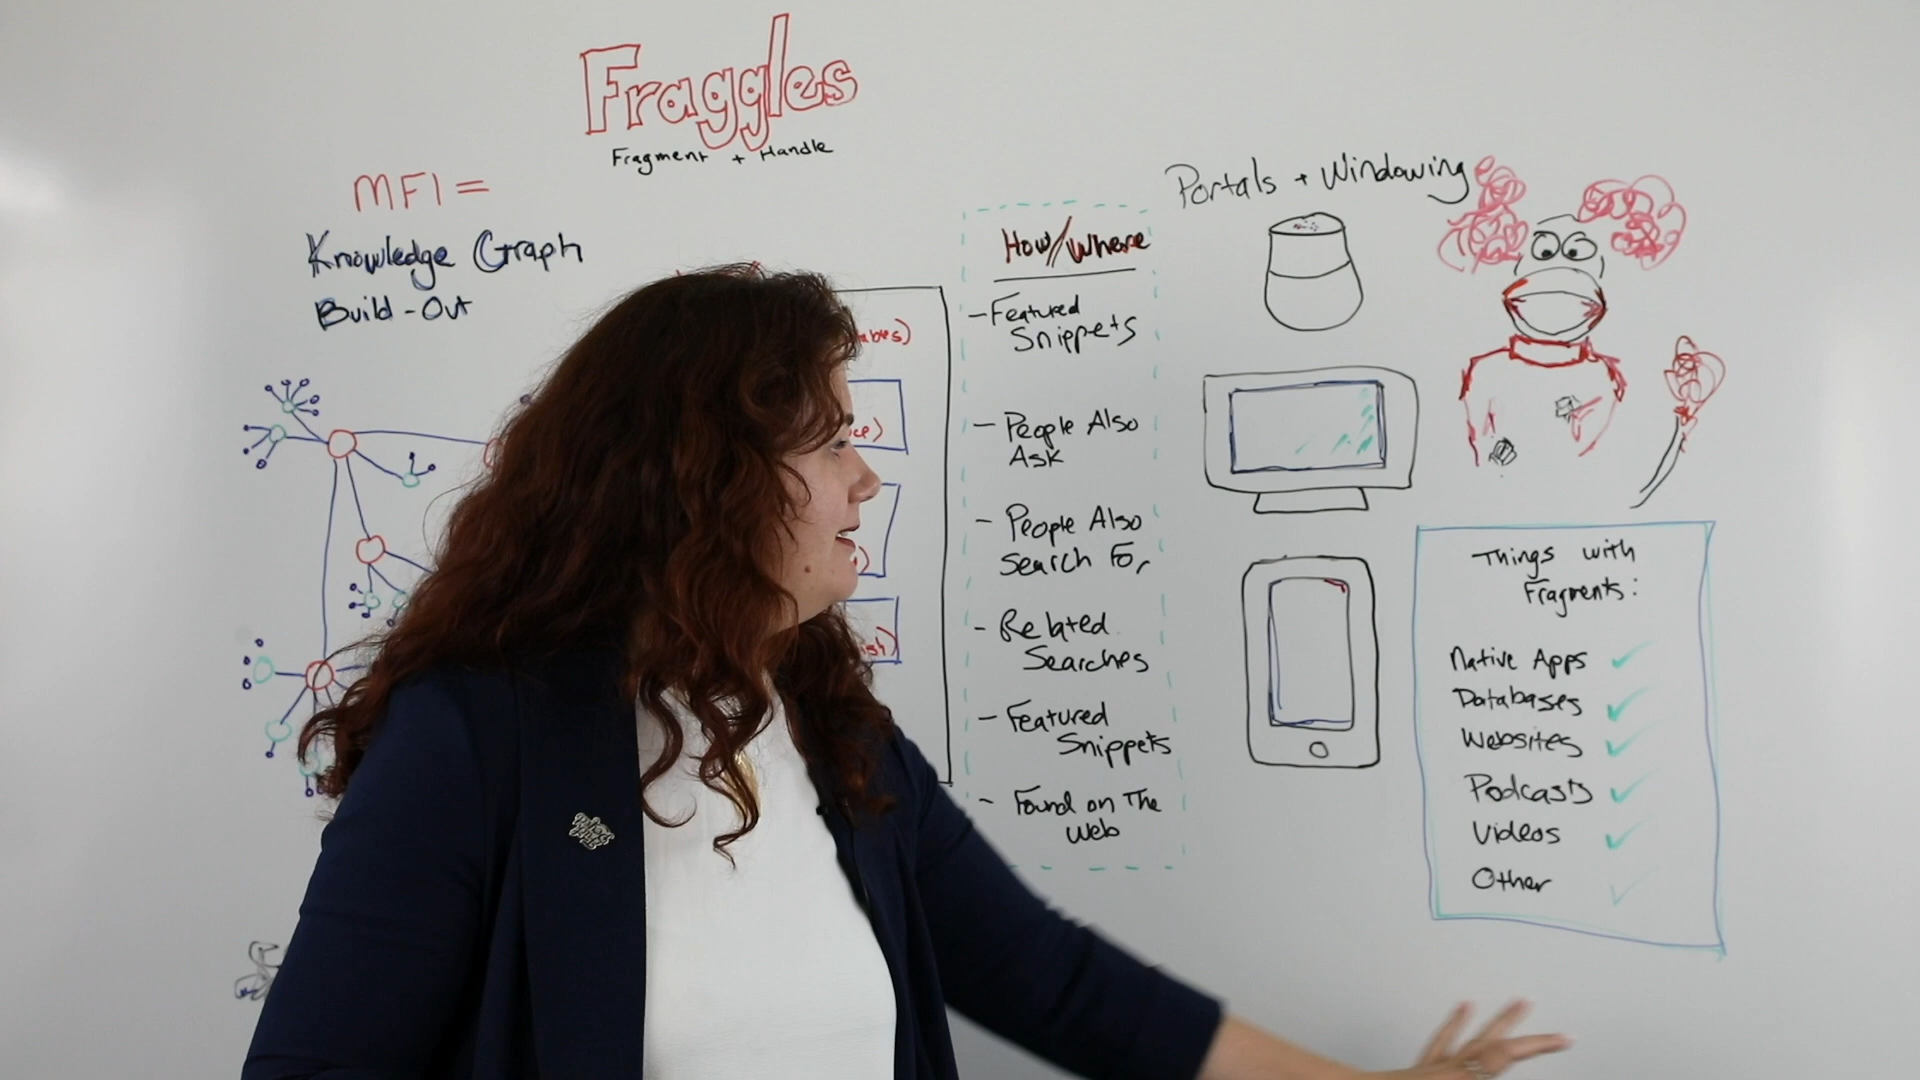 Fraggles
Fragment + Handle
MFI =
Knowledge Graph
Build-Out
How/Where
- Featured
Snippets
- People Also
Ask
- People Also
Search For
- Related
Searches
- Featured
Snippets
- Found on The
Web
Portals + Windowing
Things with
Fragments:
Native Apps ✓
Databases ✓
Websites ✓
Podcasts ✓
Videos ✓
Other ✓